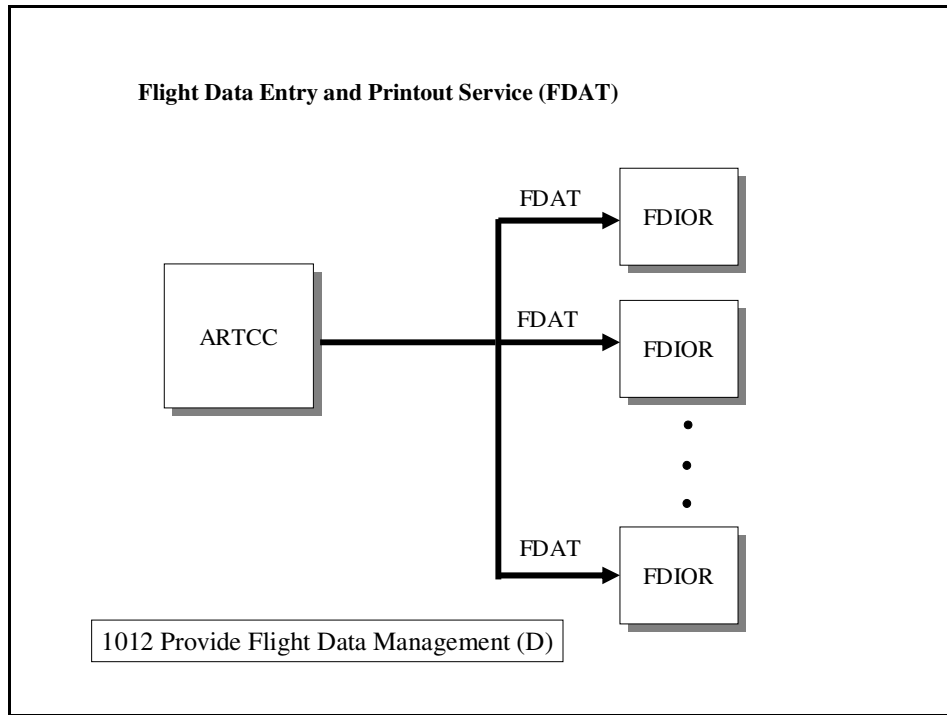 Flight Data Entry and Printout Service (FDAT)
FDAT
FDIOR
ARTCC
FDAT
FDIOR
FDAT
FDIOR
1012 Provide Flight Data Management (D)